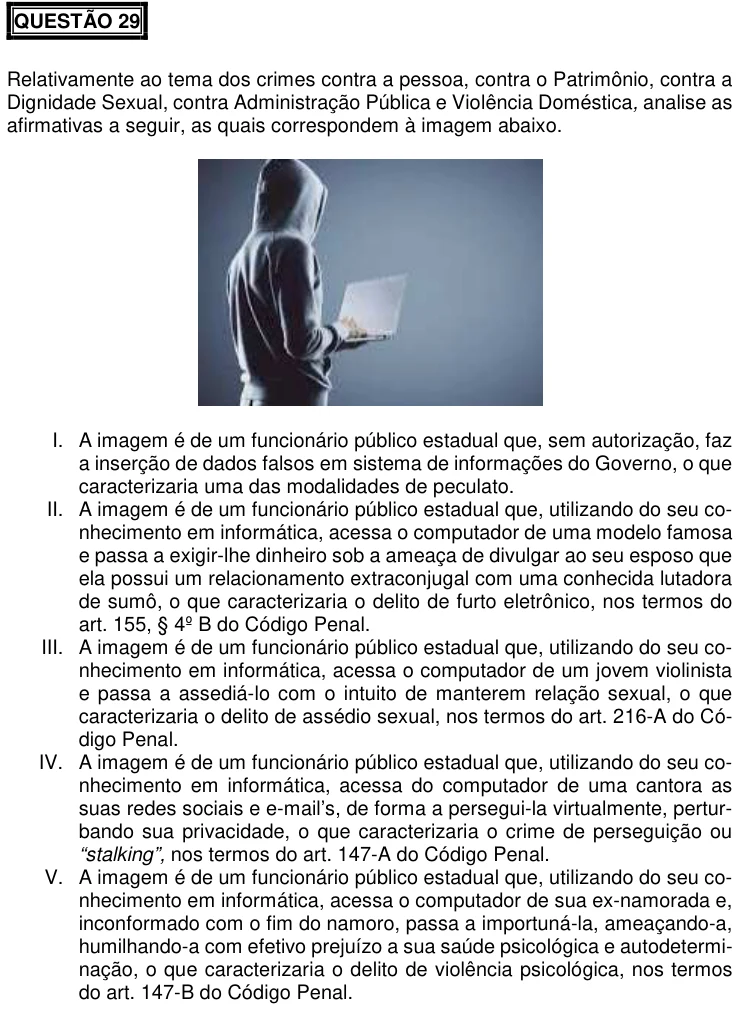 QUESTÃO 29
Relativamente ao tema dos crimes contra a pessoa, contra o Patrimônio, contra a
Dignidade Sexual, contra Administração Pública e Violência Doméstica, analise as
afirmativas a seguir, as quais correspondem à imagem abaixo.
I. A imagem é de um funcionário público estadual que, sem autorização, faz
a inserção de dados falsos em sistema de informações do Governo, o que
caracterizaria uma das modalidades de peculato.
II. A imagem é de um funcionário público estadual que, utilizando do seu co-
nhecimento em informática, acessa o computador de uma modelo famosa
e passa a exigir-lhe dinheiro sob a ameaça de divulgar ao seu esposo que
ela possui um relacionamento extraconjugal com uma conhecida lutadora
de sumô, o que caracterizaria o delito de furto eletrônico, nos termos do
art. 155, § 4º B do Código Penal.
III. A imagem é de um funcionário público estadual que, utilizando do seu co-
nhecimento em informática, acessa o computador de um jovem violinista
e passa a assediá-lo com o intuito de manterem relação sexual, o que
caracterizaria o delito de assédio sexual, nos termos do art. 216-A do Có-
digo Penal.
IV. A imagem é de um funcionário público estadual que, utilizando do seu co-
nhecimento em informática, acessa do computador de uma cantora as
suas redes sociais e e-mail's, de forma a persegui-la virtualmente, pertur-
bando sua privacidade, o que caracterizaria o crime de perseguição ou
“stalking”, nos termos do art. 147-A do Código Penal.
V. A imagem é de um funcionário público estadual que, utilizando do seu co-
nhecimento em informática, acessa o computador de sua ex-namorada e,
inconformado com o fim do namoro, passa a importuná-la, ameaçando-a,
humilhando-a com efetivo prejuízo a sua saúde psicológica e autodetermi-
nação, o que caracterizaria o delito de violência psicológica, nos termos
do art. 147-B do Código Penal.